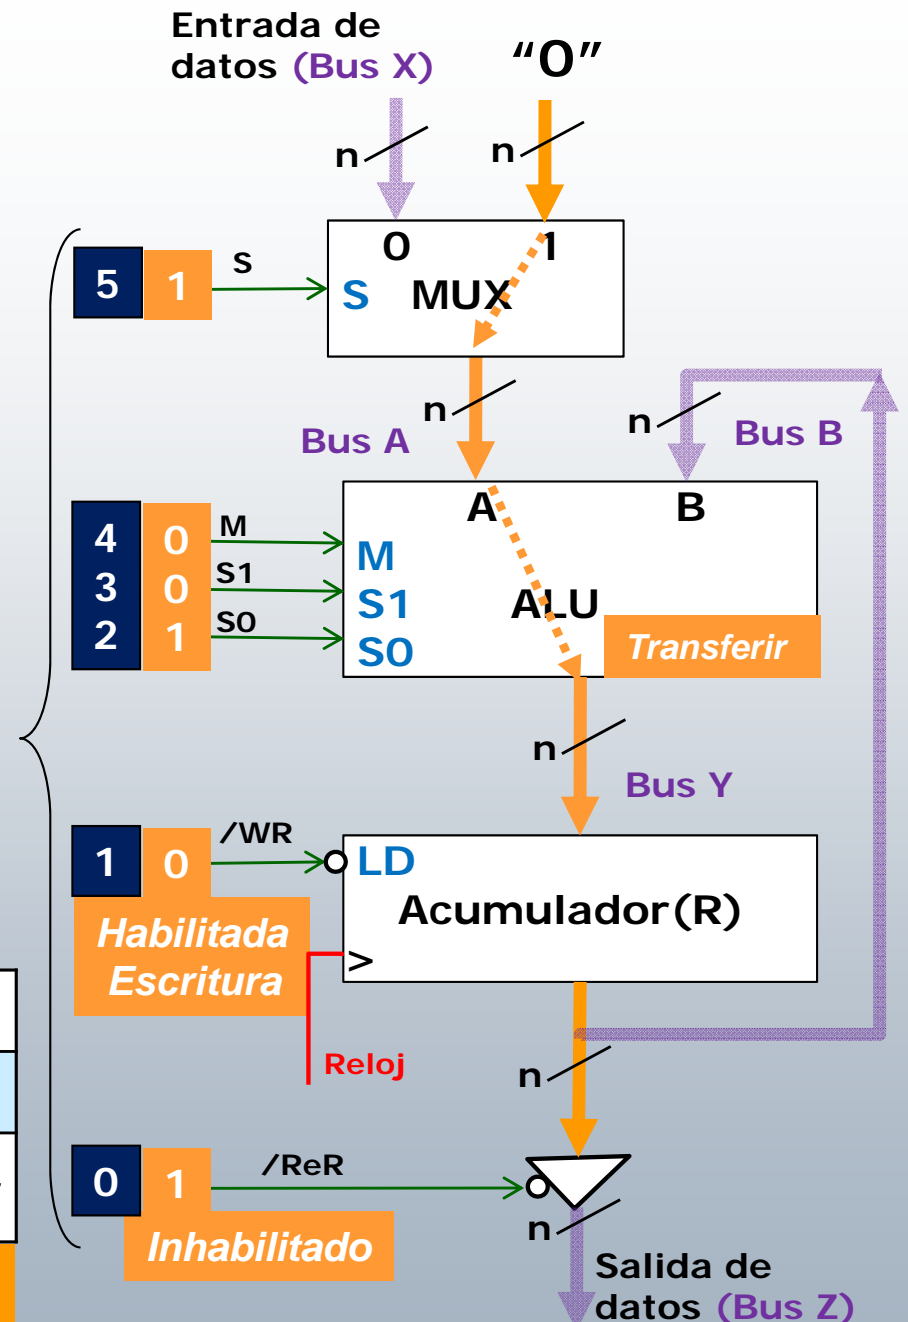 Entrada de
datos (Bus X)
“0”
n
n
0 1
5 1 S
S MUX
n
n
Bus A
Bus B
A B
4 0 M
M
3 0 S1
S1 ALU
2 1 S0
S0
Transferir
n
Bus Y
1 0 /WR
LD
Acumulador(R)
Habilitada
Escritura
>
Reloj
n
0 1 /ReR
Inhabilitado
n
Salida de
datos (Bus Z)